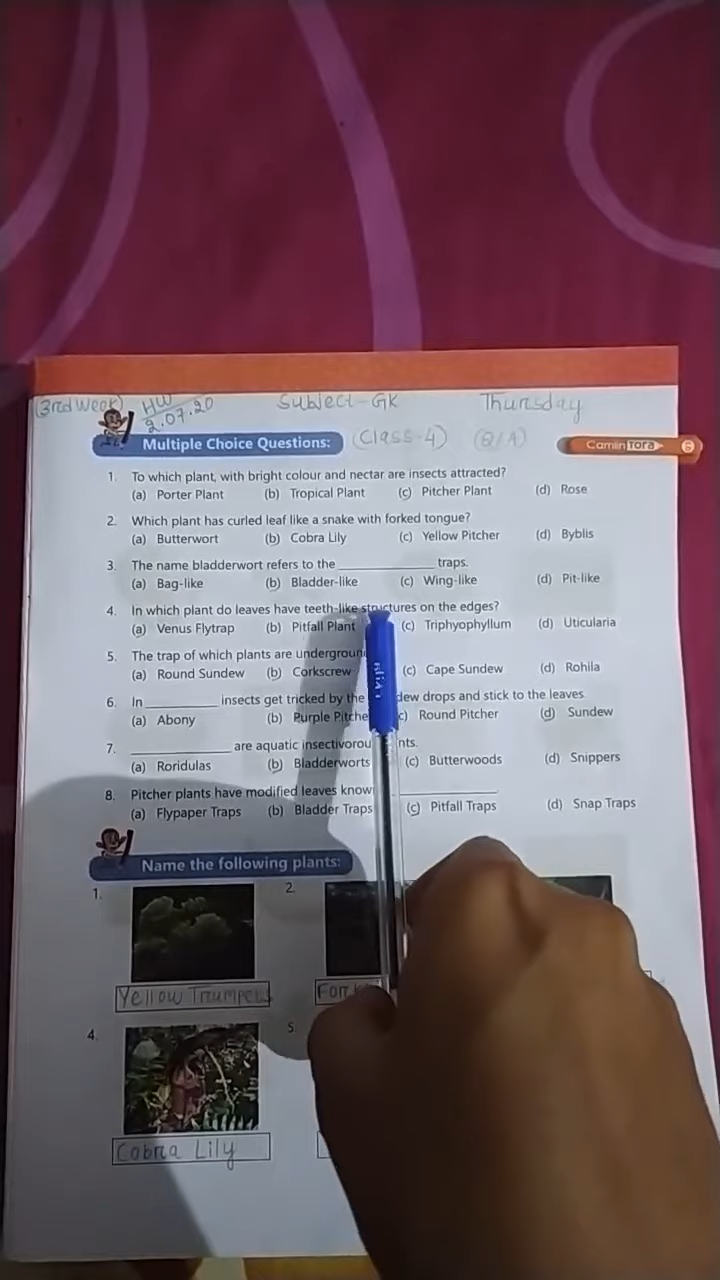 (3rd week) HW 2.07.20 Subject-GK Thursday
Multiple Choice Questions: (Class-4) (Q/A) Camlin TORA
1. To which plant, with bright colour and nectar are insects attracted?
(a) Porter Plant (b) Tropical Plant (c) Pitcher Plant (d) Rose
2. Which plant has curled leaf like a snake with forked tongue?
(a) Butterwort (b) Cobra Lily (c) Yellow Pitcher (d) Byblis
3. The name bladderwort refers to the ____________ traps.
(a) Bag-like (b) Bladder-like (c) Wing-like (d) Pit-like
4. In which plant do leaves have teeth-like structures on the edges?
(a) Venus Flytrap (b) Pitfall Plant (c) Triphyophyllum (d) Uticularia
5. The trap of which plants are undergroun
(a) Round Sundew (b) Corkscrew (c) Cape Sundew (d) Rohila
6. In ________ insects get tricked by the dew drops and stick to the leaves
(a) Abony (b) Purple Pitche c) Round Pitcher (d) Sundew
7. ____________ are aquatic insectivorou nts.
(a) Roridulas (b) Bladderworts (c) Butterwoods (d) Snippers
8. Pitcher plants have modified leaves know ____________
(a) Flypaper Traps (b) Bladder Traps (c) Pitfall Traps (d) Snap Traps
Name the following plants:
1. 2.
Yellow Trumpets
4. 5.
Cobra Lily